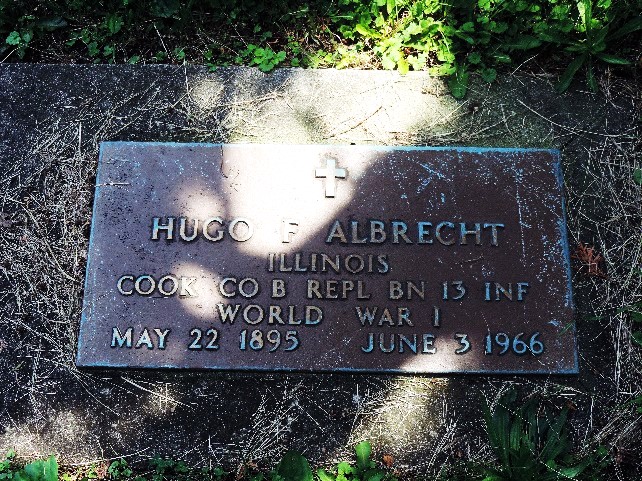 HUGO F ALBRECHT
ILLINOIS
COOK CO B REPL BN 13 INF
WORLD WAR I
MAY 22 1895 JUNE 3 1966